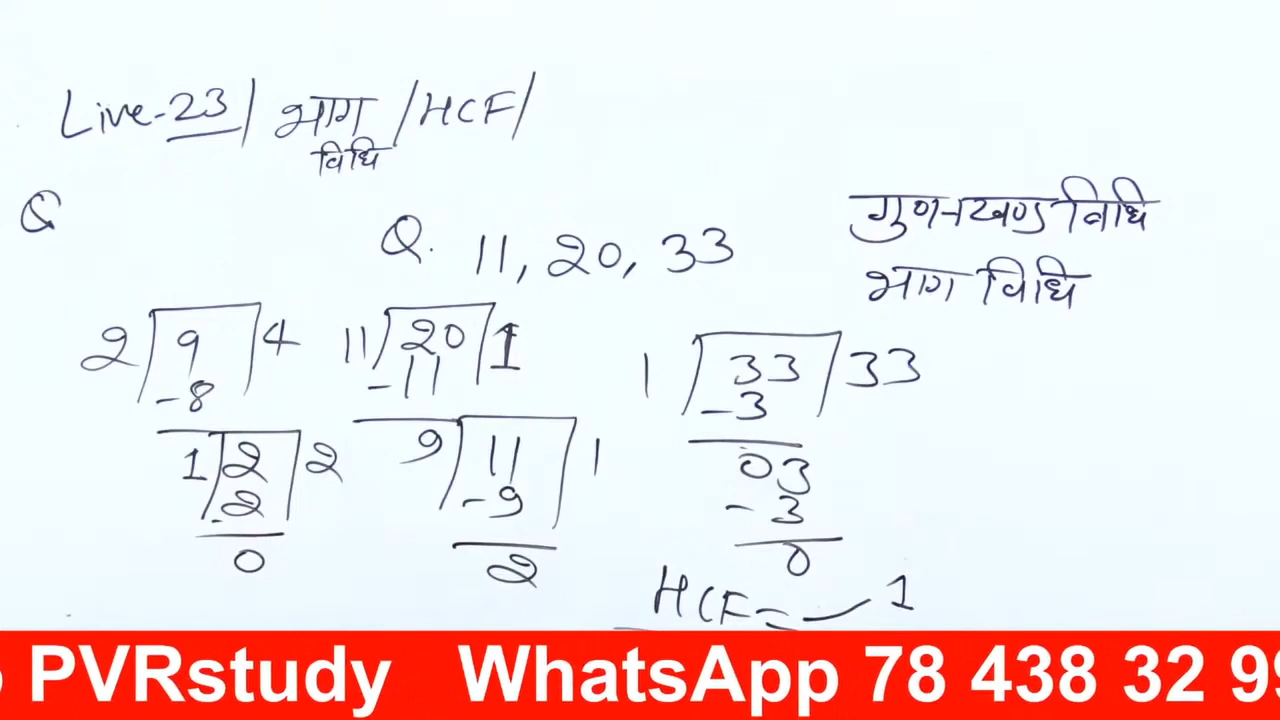 Live-23 | भाग विधि | HCF |
Q
Q. 11, 20, 33
गुणनखण्ड विधि
भाग विधि
2 | 9 | 4
-8
1 | 2 | 2
-2
0
11 | 20 | 1
-11
9 | 11 | 1
-9
2
1 | 33 | 33
-3
03
-3
0
HCF = 1
PVRstudy WhatsApp 78 438 32 9